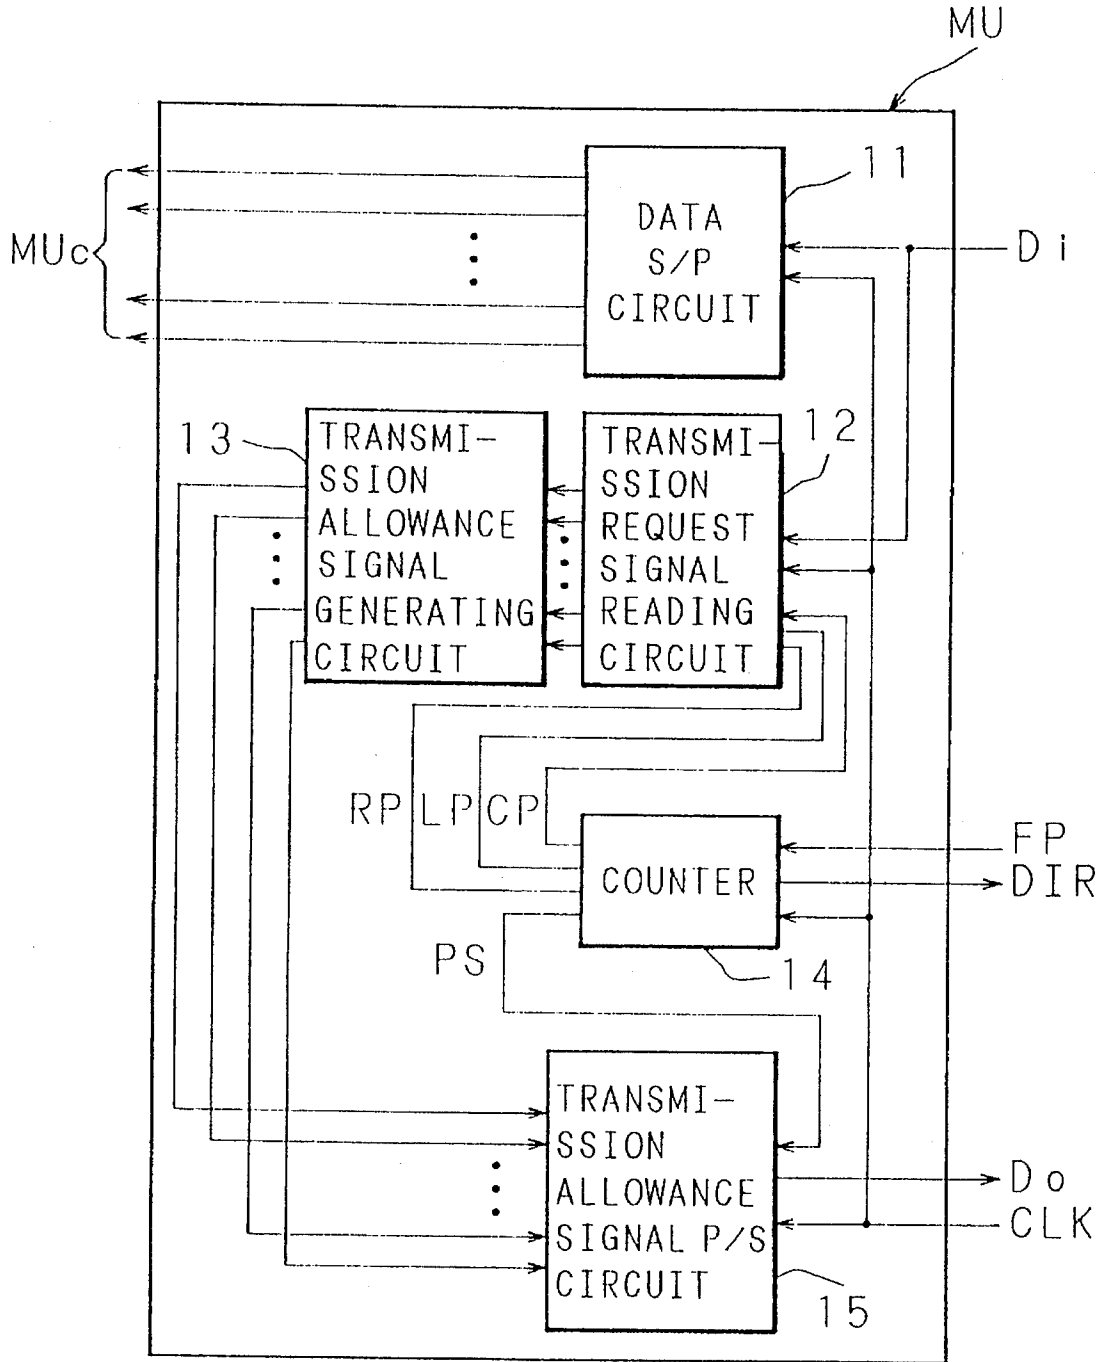 MU
11
DATA
S/P
CIRCUIT
MUc
Di
13
TRANSMI-
SSION
ALLOWANCE
SIGNAL
GENERATING
CIRCUIT
12
TRANSMI-
SSION
REQUEST
SIGNAL
READING
CIRCUIT
RP
LP
CP
COUNTER
FP
DIR
PS
14
TRANSMI-
SSION
ALLOWANCE
SIGNAL P/S
CIRCUIT
Do
CLK
15